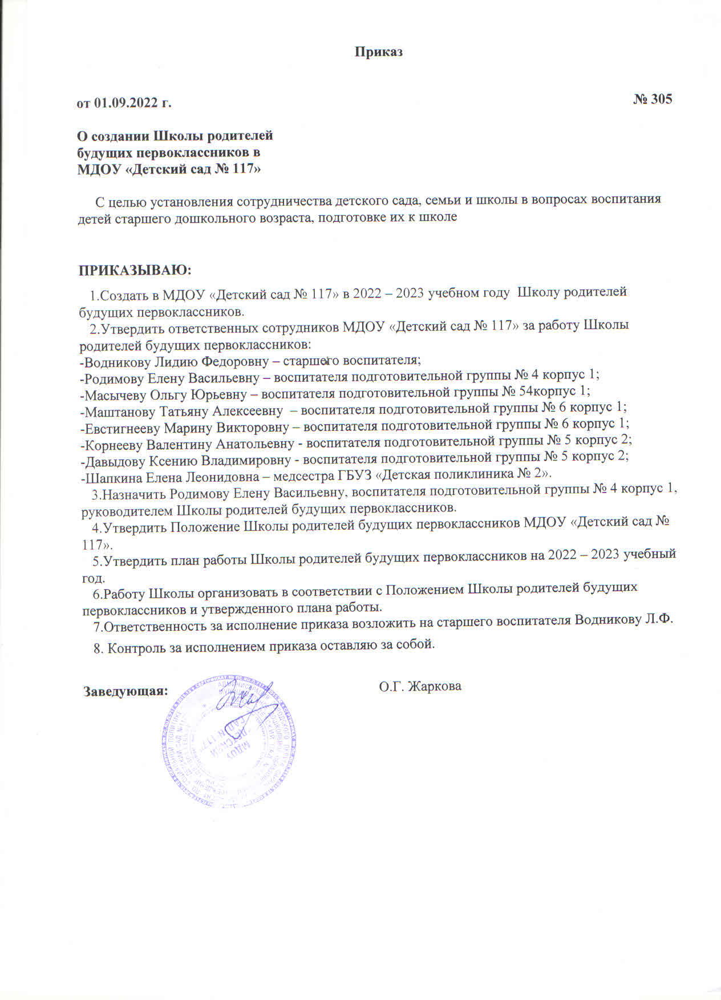 Приказ
от 01.09.2022 г.
№ 305
О создании Школы родителей
будущих первоклассников в
МДОУ «Детский сад № 117»
С целью установления сотрудничества детского сада, семьи и школы в вопросах воспитания
детей старшего дошкольного возраста, подготовке их к школе
ПРИКАЗЫВАЮ:
1.Создать в МДОУ «Детский сад № 117» в 2022 – 2023 учебном году Школу родителей
будущих первоклассников.
2.Утвердить ответственных сотрудников МДОУ «Детский сад № 117» за работу Школы
родителей будущих первоклассников:
-Водникову Лидию Федоровну – старшего воспитателя;
-Родимову Елену Васильевну – воспитателя подготовительной группы № 4 корпус 1;
-Масычеву Ольгу Юрьевну – воспитателя подготовительной группы № 54корпус 1;
-Маштанову Татьяну Алексеевну – воспитателя подготовительной группы № 6 корпус 1;
-Евстигнееву Марину Викторовну – воспитателя подготовительной группы № 6 корпус 1;
-Корнееву Валентину Анатольевну - воспитателя подготовительной группы № 5 корпус 2;
-Давыдову Ксению Владимировну - воспитателя подготовительной группы № 5 корпус 2;
-Шапкина Елена Леонидовна – медсестра ГБУЗ «Детская поликлиника № 2».
3.Назначить Родимову Елену Васильевну, воспитателя подготовительной группы № 4 корпус 1,
руководителем Школы родителей будущих первоклассников.
4.Утвердить Положение Школы родителей будущих первоклассников МДОУ «Детский сад №
117».
5.Утвердить план работы Школы родителей будущих первоклассников на 2022 – 2023 учебный
год.
6.Работу Школы организовать в соответствии с Положением Школы родителей будущих
первоклассников и утвержденного плана работы.
7.Ответственность за исполнение приказа возложить на старшего воспитателя Водникову Л.Ф.
8. Контроль за исполнением приказа оставляю за собой.
Заведующая:
О.Г. Жаркова
МДОУ
"ДЕТСКИЙ
САД N 117"